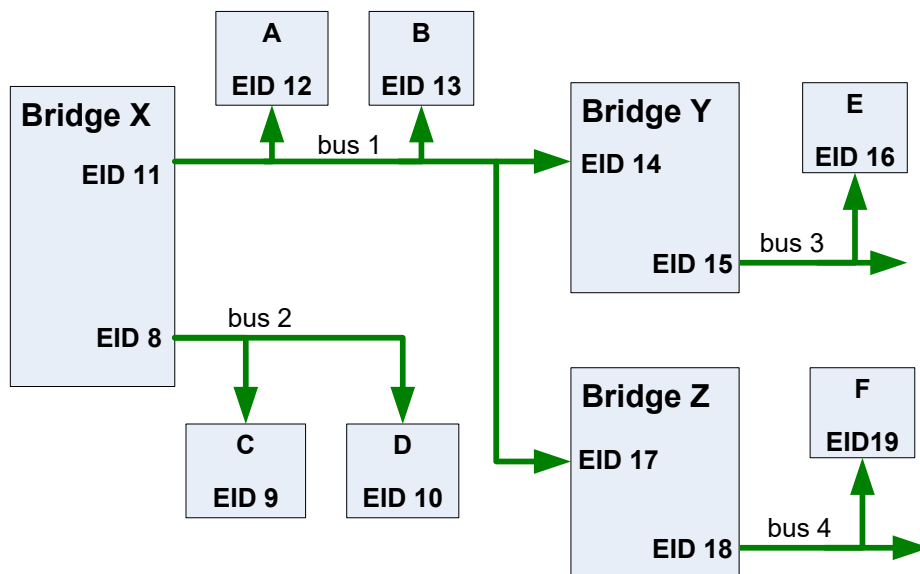 A
EID 12
B
EID 13
Bridge X
EID 11
bus 1
Bridge Y
EID 14
E
EID 16
EID 15
bus 3
EID 8
bus 2
C
EID 9
D
EID 10
Bridge Z
EID 17
F
EID19
EID 18
bus 4